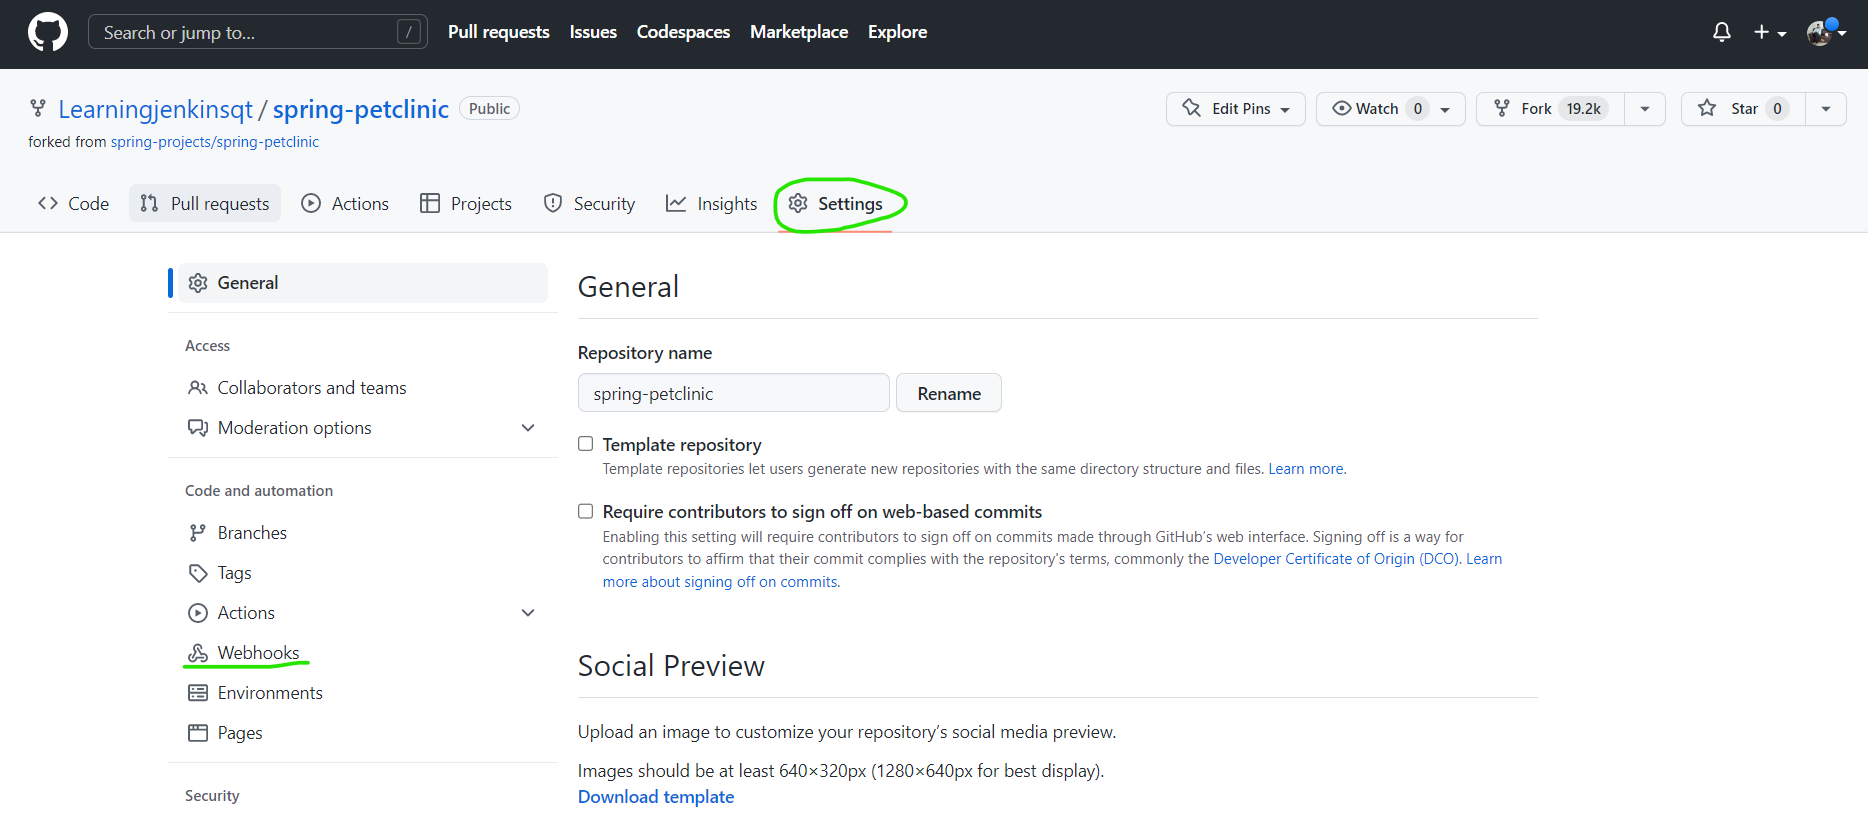 Search or jump to... / Pull requests Issues Codespaces Marketplace Explore
Learningjenkinsqt / spring-petclinic Public Edit Pins Watch 0 Fork 19.2k Star 0
forked from spring-projects/spring-petclinic
Code Pull requests Actions Projects Security Insights Settings
General
Access
Collaborators and teams
Moderation options
Code and automation
Branches
Tags
Actions
Webhooks
Environments
Pages
Security
General
Repository name
spring-petclinic Rename
Template repository
Template repositories let users generate new repositories with the same directory structure and files. Learn more.
Require contributors to sign off on web-based commits
Enabling this setting will require contributors to sign off on commits made through GitHub’s web interface. Signing off is a way for
contributors to affirm that their commit complies with the repository's terms, commonly the Developer Certificate of Origin (DCO). Learn
more about signing off on commits.
Social Preview
Upload an image to customize your repository’s social media preview.
Images should be at least 640×320px (1280×640px for best display).
Download template